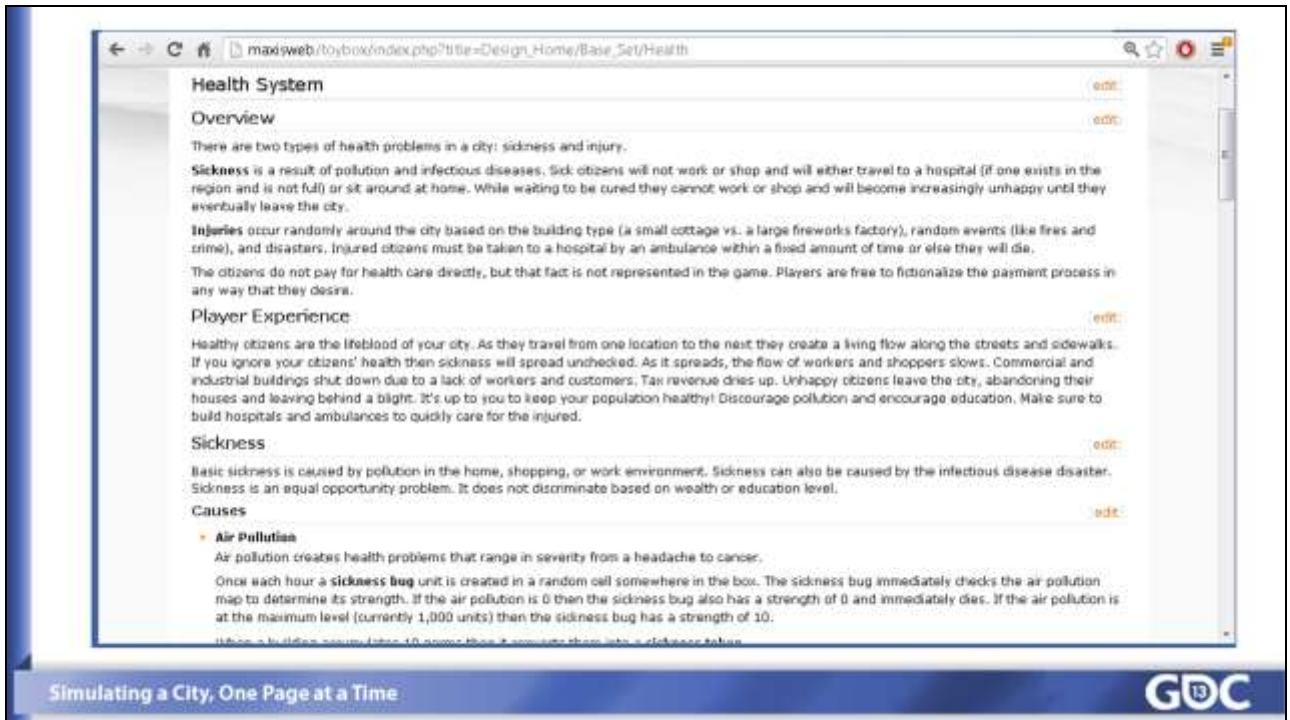 maxisweb/toybox/index.php?title=Design_Home/Base_Set/Health
Health System edit
Overview edit
There are two types of health problems in a city: sickness and injury.
Sickness is a result of pollution and infectious diseases. Sick citizens will not work or shop and will either travel to a hospital (if one exists in the
region and is not full) or sit around at home. While waiting to be cured they cannot work or shop and will become increasingly unhappy until they
eventually leave the city.
Injuries occur randomly around the city based on the building type (a small cottage vs. a large fireworks factory), random events (like fires and
crime), and disasters. Injured citizens must be taken to a hospital by an ambulance within a fixed amount of time or else they will die.
The citizens do not pay for health care directly, but that fact is not represented in the game. Players are free to fictionalize the payment process in
any way that they desire.
Player Experience edit
Healthy citizens are the lifeblood of your city. As they travel from one location to the next they create a living flow along the streets and sidewalks.
If you ignore your citizens' health then sickness will spread unchecked. As it spreads, the flow of workers and shoppers slows. Commercial and
industrial buildings shut down due to a lack of workers and customers. Tax revenue dries up. Unhappy citizens leave the city, abandoning their
houses and leaving behind a blight. It's up to you to keep your population healthy! Discourage pollution and encourage education. Make sure to
build hospitals and ambulances to quickly care for the injured.
Sickness edit
Basic sickness is caused by pollution in the home, shopping, or work environment. Sickness can also be caused by the infectious disease disaster.
Sickness is an equal opportunity problem. It does not discriminate based on wealth or education level.
Causes edit
Air Pollution
Air pollution creates health problems that range in severity from a headache to cancer.
Once each hour a sickness bug unit is created in a random cell somewhere in the box. The sickness bug immediately checks the air pollution
map to determine its strength. If the air pollution is 0 then the sickness bug also has a strength of 0 and immediately dies. If the air pollution is
at the maximum level (currently 1,000 units) then the sickness bug has a strength of 10.
When a building accumulates 10 germs then it converts them into a sickness token
Simulating a City, One Page at a Time
GDC 13